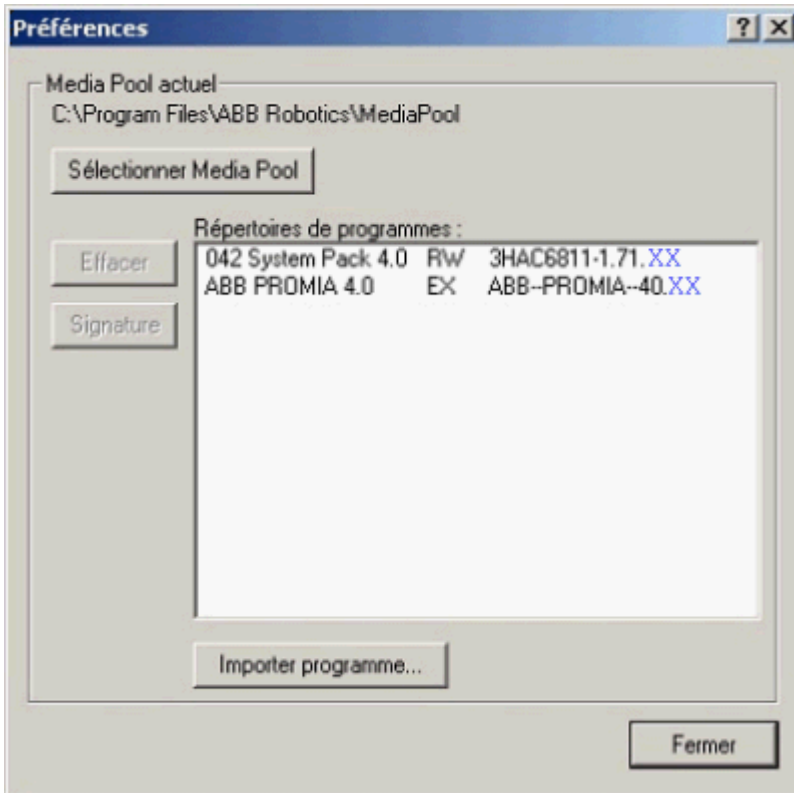 Préférences
Media Pool actuel
C:\Program Files\ABB Robotics\MediaPool
Sélectionner Media Pool
Répertoires de programmes :
Effacer
042 System Pack 4.0 RW 3HAC6811-1.71.XX
ABB PROMIA 4.0 EX ABB--PROMIA--40.XX
Signature
Importer programme...
Fermer